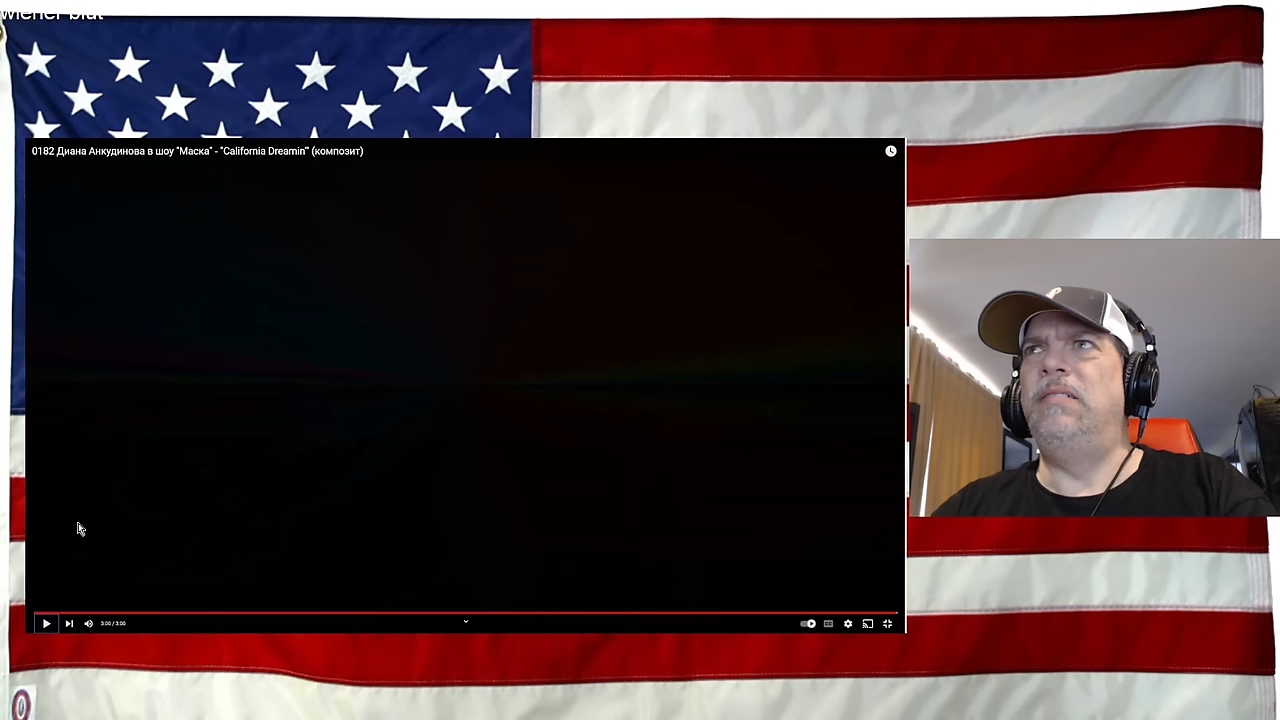 wiener blut
0182 Диана Анкудинова в шоу "Маска" - "California Dreamin'" (композит)
3:00 / 3:00